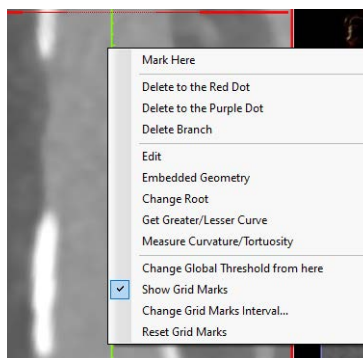 Mark Here
Delete to the Red Dot
Delete to the Purple Dot
Delete Branch
Edit
Embedded Geometry
Change Root
Get Greater/Lesser Curve
Measure Curvature/Tortuosity
Change Global Threshold from here
Show Grid Marks
Change Grid Marks Interval...
Reset Grid Marks